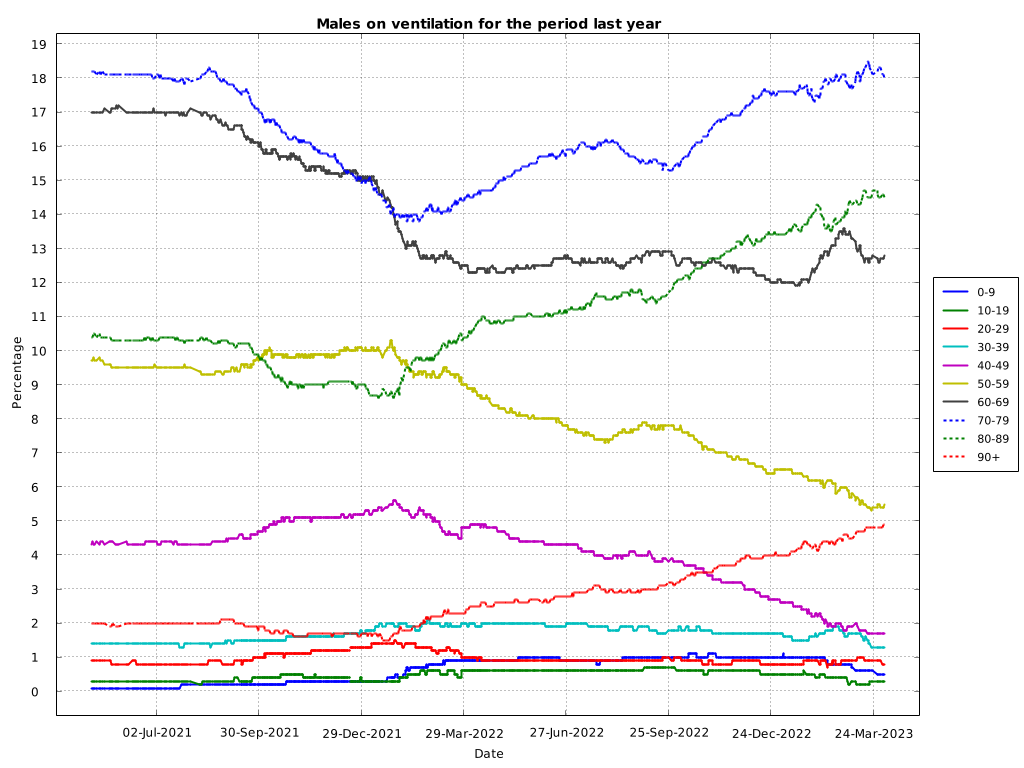 Males on ventilation for the period last year
19
18
17
16
15
14
13
12
11
10
9
8
7
6
5
4
3
2
1
0
Percentage
02-Jul-2021
30-Sep-2021
29-Dec-2021
29-Mar-2022
27-Jun-2022
25-Sep-2022
24-Dec-2022
24-Mar-2023
Date
0-9
10-19
20-29
30-39
40-49
50-59
60-69
70-79
80-89
90+